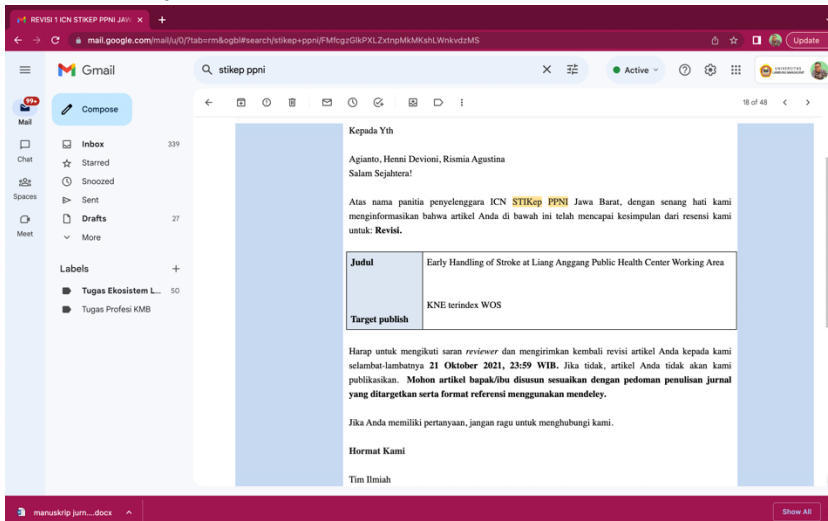 REVISI 1 ICN STIKEP PPNI JAW
mail.google.com/mail/u/0/?tab=rm&ogbl#search/stikep+ppni/FMfcgzGlkPXLZxtnpMkMKshLWnkvdzMS
Update
Gmail
stikep ppni
Active
99+
Mail
Compose
18 of 48
Chat
Spaces
Meet
Inbox 339
Starred
Snoozed
Sent
Drafts 27
More
Labels
Tugas Ekosistem L... 50
Tugas Profesi KMB
Kepada Yth
Agianto, Henni Devioni, Rismia Agustina
Salam Sejahtera!
Atas nama panitia penyelenggara ICN STIKep PPNI Jawa Barat, dengan senang hati kami
menginformasikan bahwa artikel Anda di bawah ini telah mencapai kesimpulan dari resensi kami
untuk: Revisi.
Judul Early Handling of Stroke at Liang Anggang Public Health Center Working Area
KNE terindex WOS
Target publish
Harap untuk mengikuti saran reviewer dan mengirimkan kembali revisi artikel Anda kepada kami
selambat-lambatnya 21 Oktober 2021, 23:59 WIB. Jika tidak, artikel Anda tidak akan kami
publikasikan. Mohon artikel bapak/ibu disusun sesuaikan dengan pedoman penulisan jurnal
yang ditargetkan serta format referensi menggunakan mendeley.
Jika Anda memiliki pertanyaan, jangan ragu untuk menghubungi kami.
Hormat Kami
Tim Ilmiah
manuskrip jurn....docx
Show All